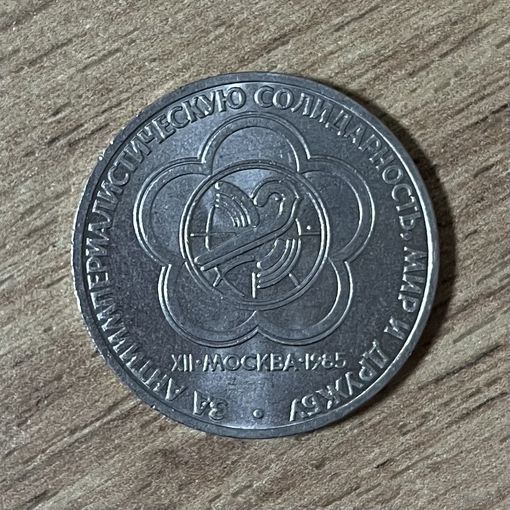 ЗА АНТИИМПЕРИАЛИСТИЧЕСКУЮ СОЛИДАРНОСТЬ, МИР И ДРУЖБУ
XII·МОСКВА·1985